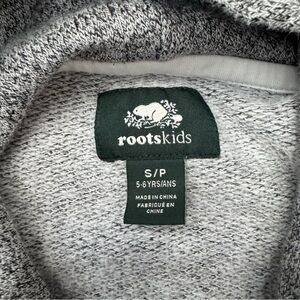 rootskids
S/P
5-6 YRS/ANS
MADE IN CHINA
FABRIQUÉ EN
CHINE